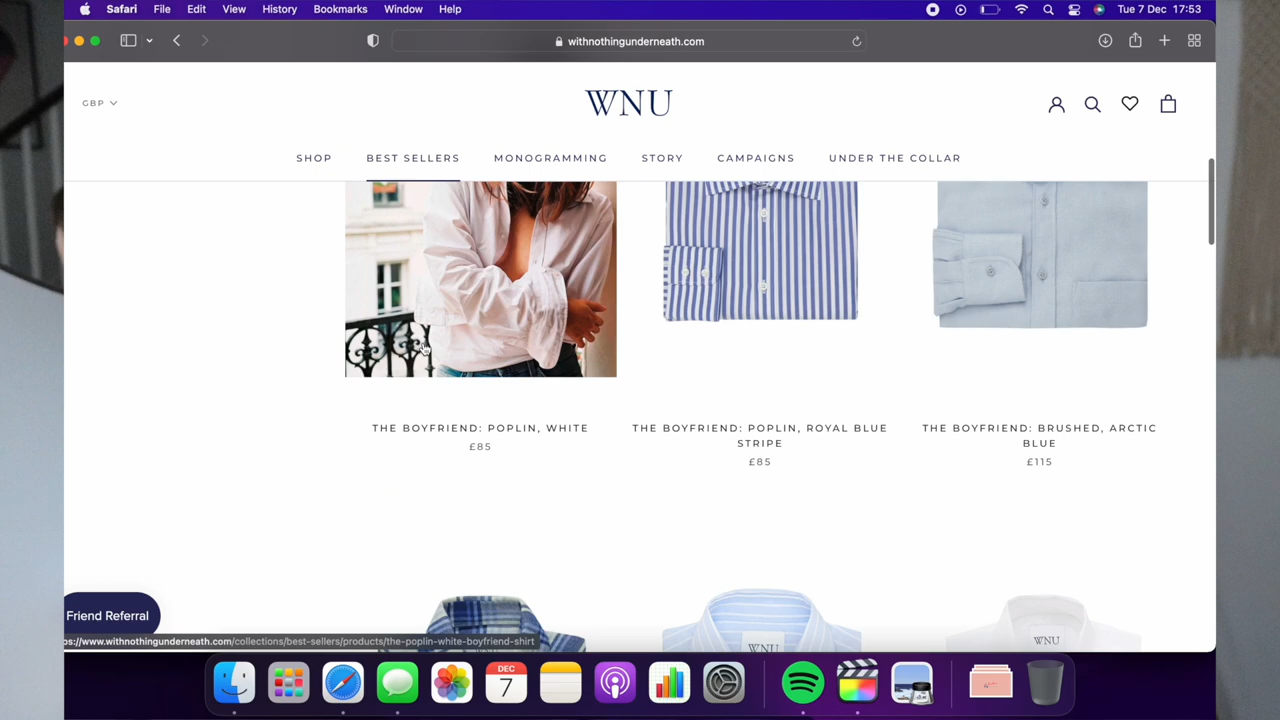 Safari File Edit View History Bookmarks Window Help Tue 7 Dec 17:53
withnothingunderneath.com
GBP
WNU
SHOP BEST SELLERS MONOGRAMMING STORY CAMPAIGNS UNDER THE COLLAR
THE BOYFRIEND: POPLIN, WHITE
£85
THE BOYFRIEND: POPLIN, ROYAL BLUE
STRIPE
£85
THE BOYFRIEND: BRUSHED, ARCTIC
BLUE
£115
WNU
WNU
Friend Referral
ps://www.withnothingunderneath.com/collections/best-sellers/products/the-poplin-white-boyfriend-shirt
DEC
7